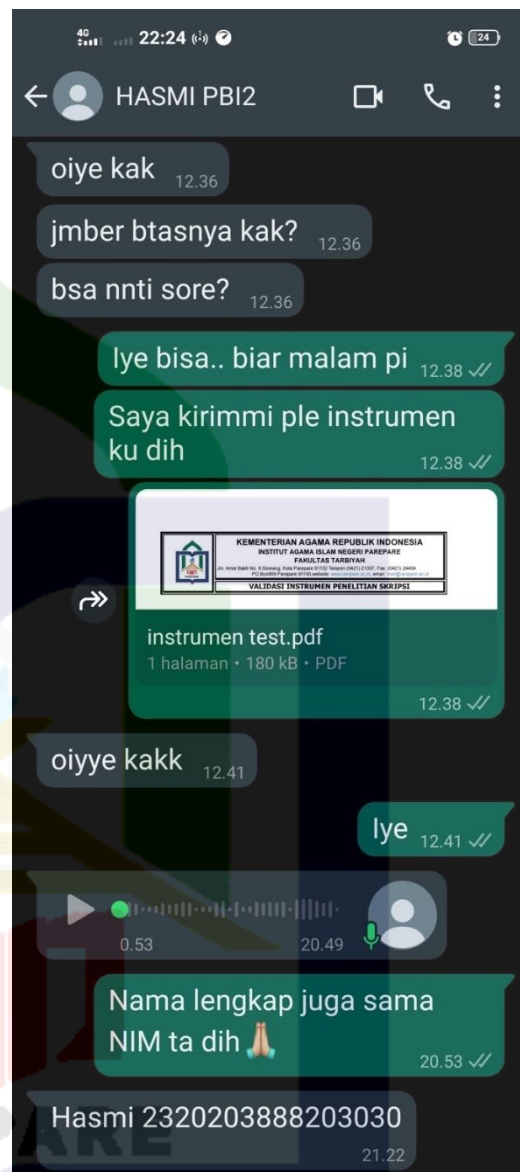 4G 22:24 24
HASMI PBI2
oiye kak 12.36
jmber btasnya kak? 12.36
bsa nnti sore? 12.36
Iye bisa.. biar malam pi 12.38
Saya kirimmi ple instrumen
ku dih 12.38
KEMENTERIAN AGAMA REPUBLIK INDONESIA
INSTITUT AGAMA ISLAM NEGERI PAREPARE
FAKULTAS TARBIYAH
VALIDASI INSTRUMEN PENELITIAN SKRIPSI
instrumen test.pdf
1 halaman • 180 kB • PDF
12.38
oiyye kakk 12.41
Iye 12.41
0.53 20.49
Nama lengkap juga sama
NIM ta dih 🙏🏼 20.53
Hasmi 2320203888203030
21.22